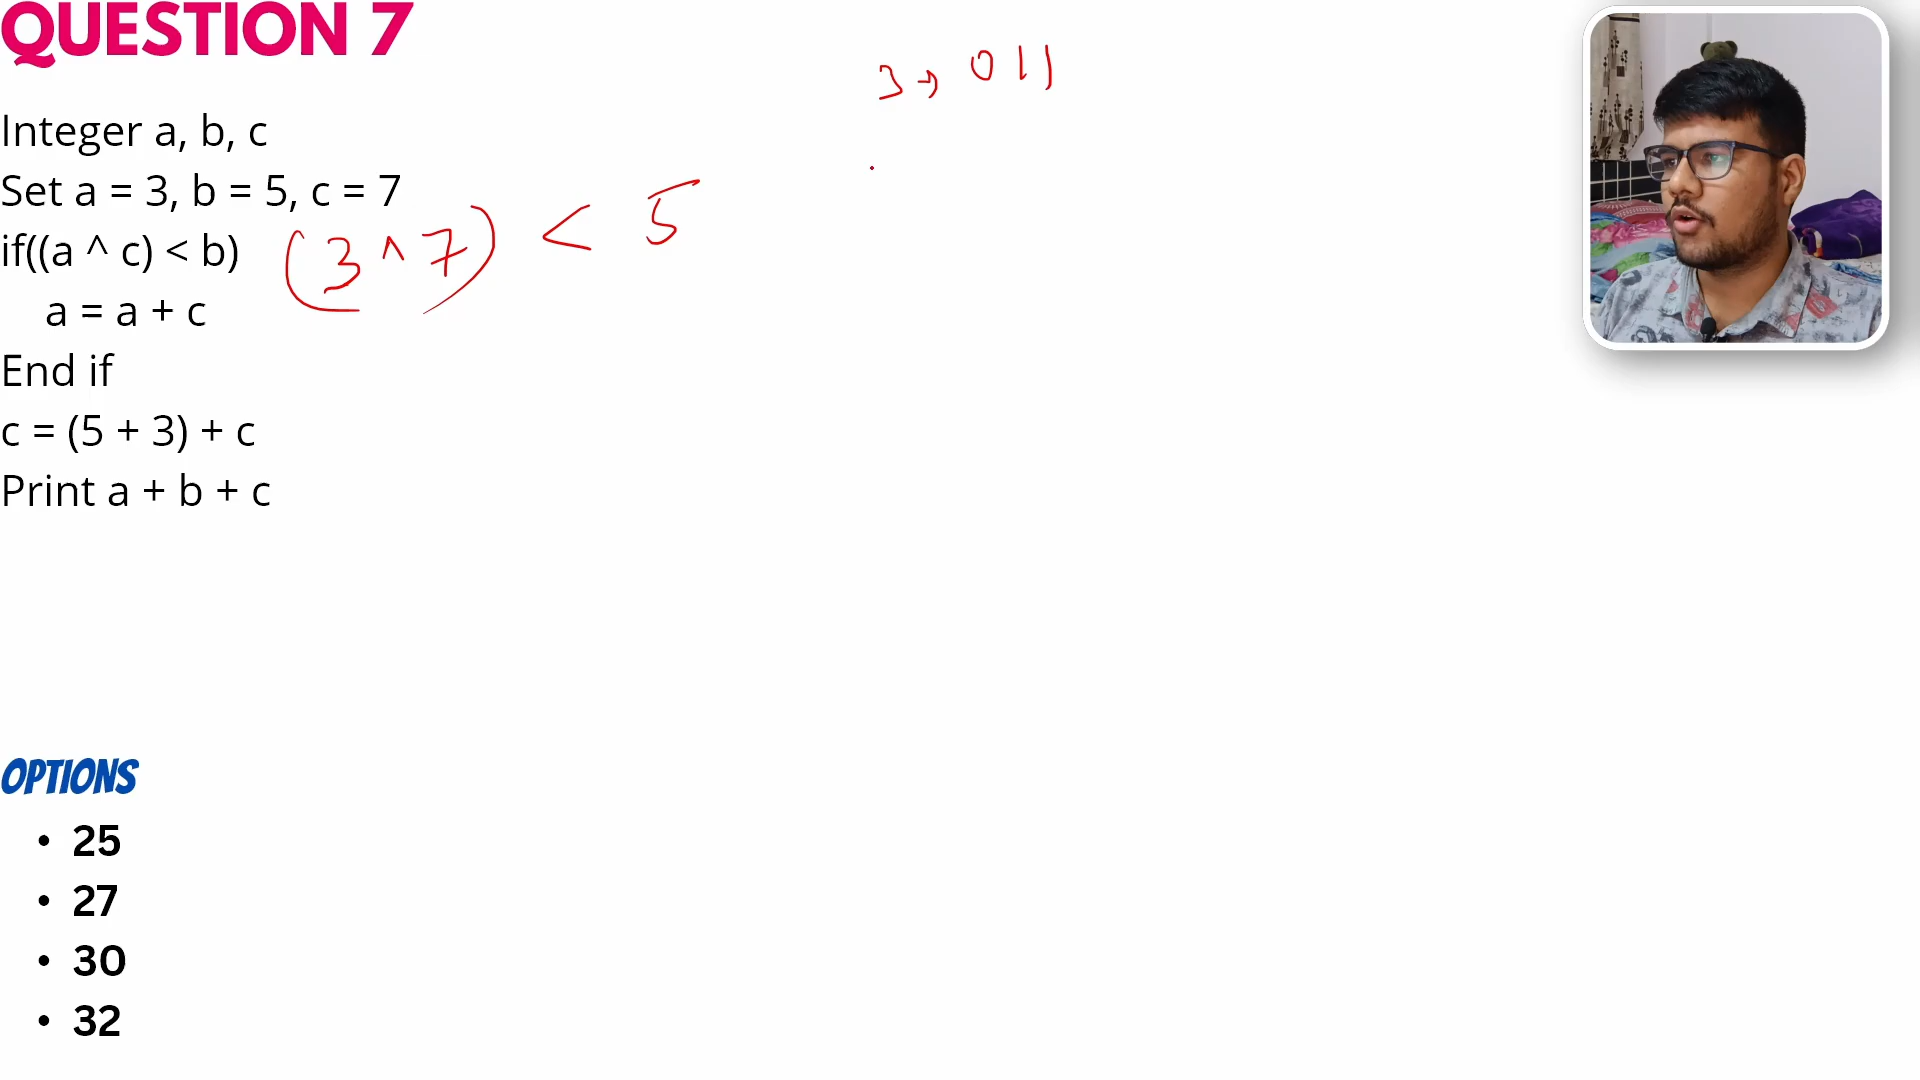 QUESTION 7
3 → 011
Integer a, b, c
Set a = 3, b = 5, c = 7
if((a ^ c) < b) (3 ^ 7) < 5
a = a + c
End if
c = (5 + 3) + c
Print a + b + c
OPTIONS
• 25
• 27
• 30
• 32